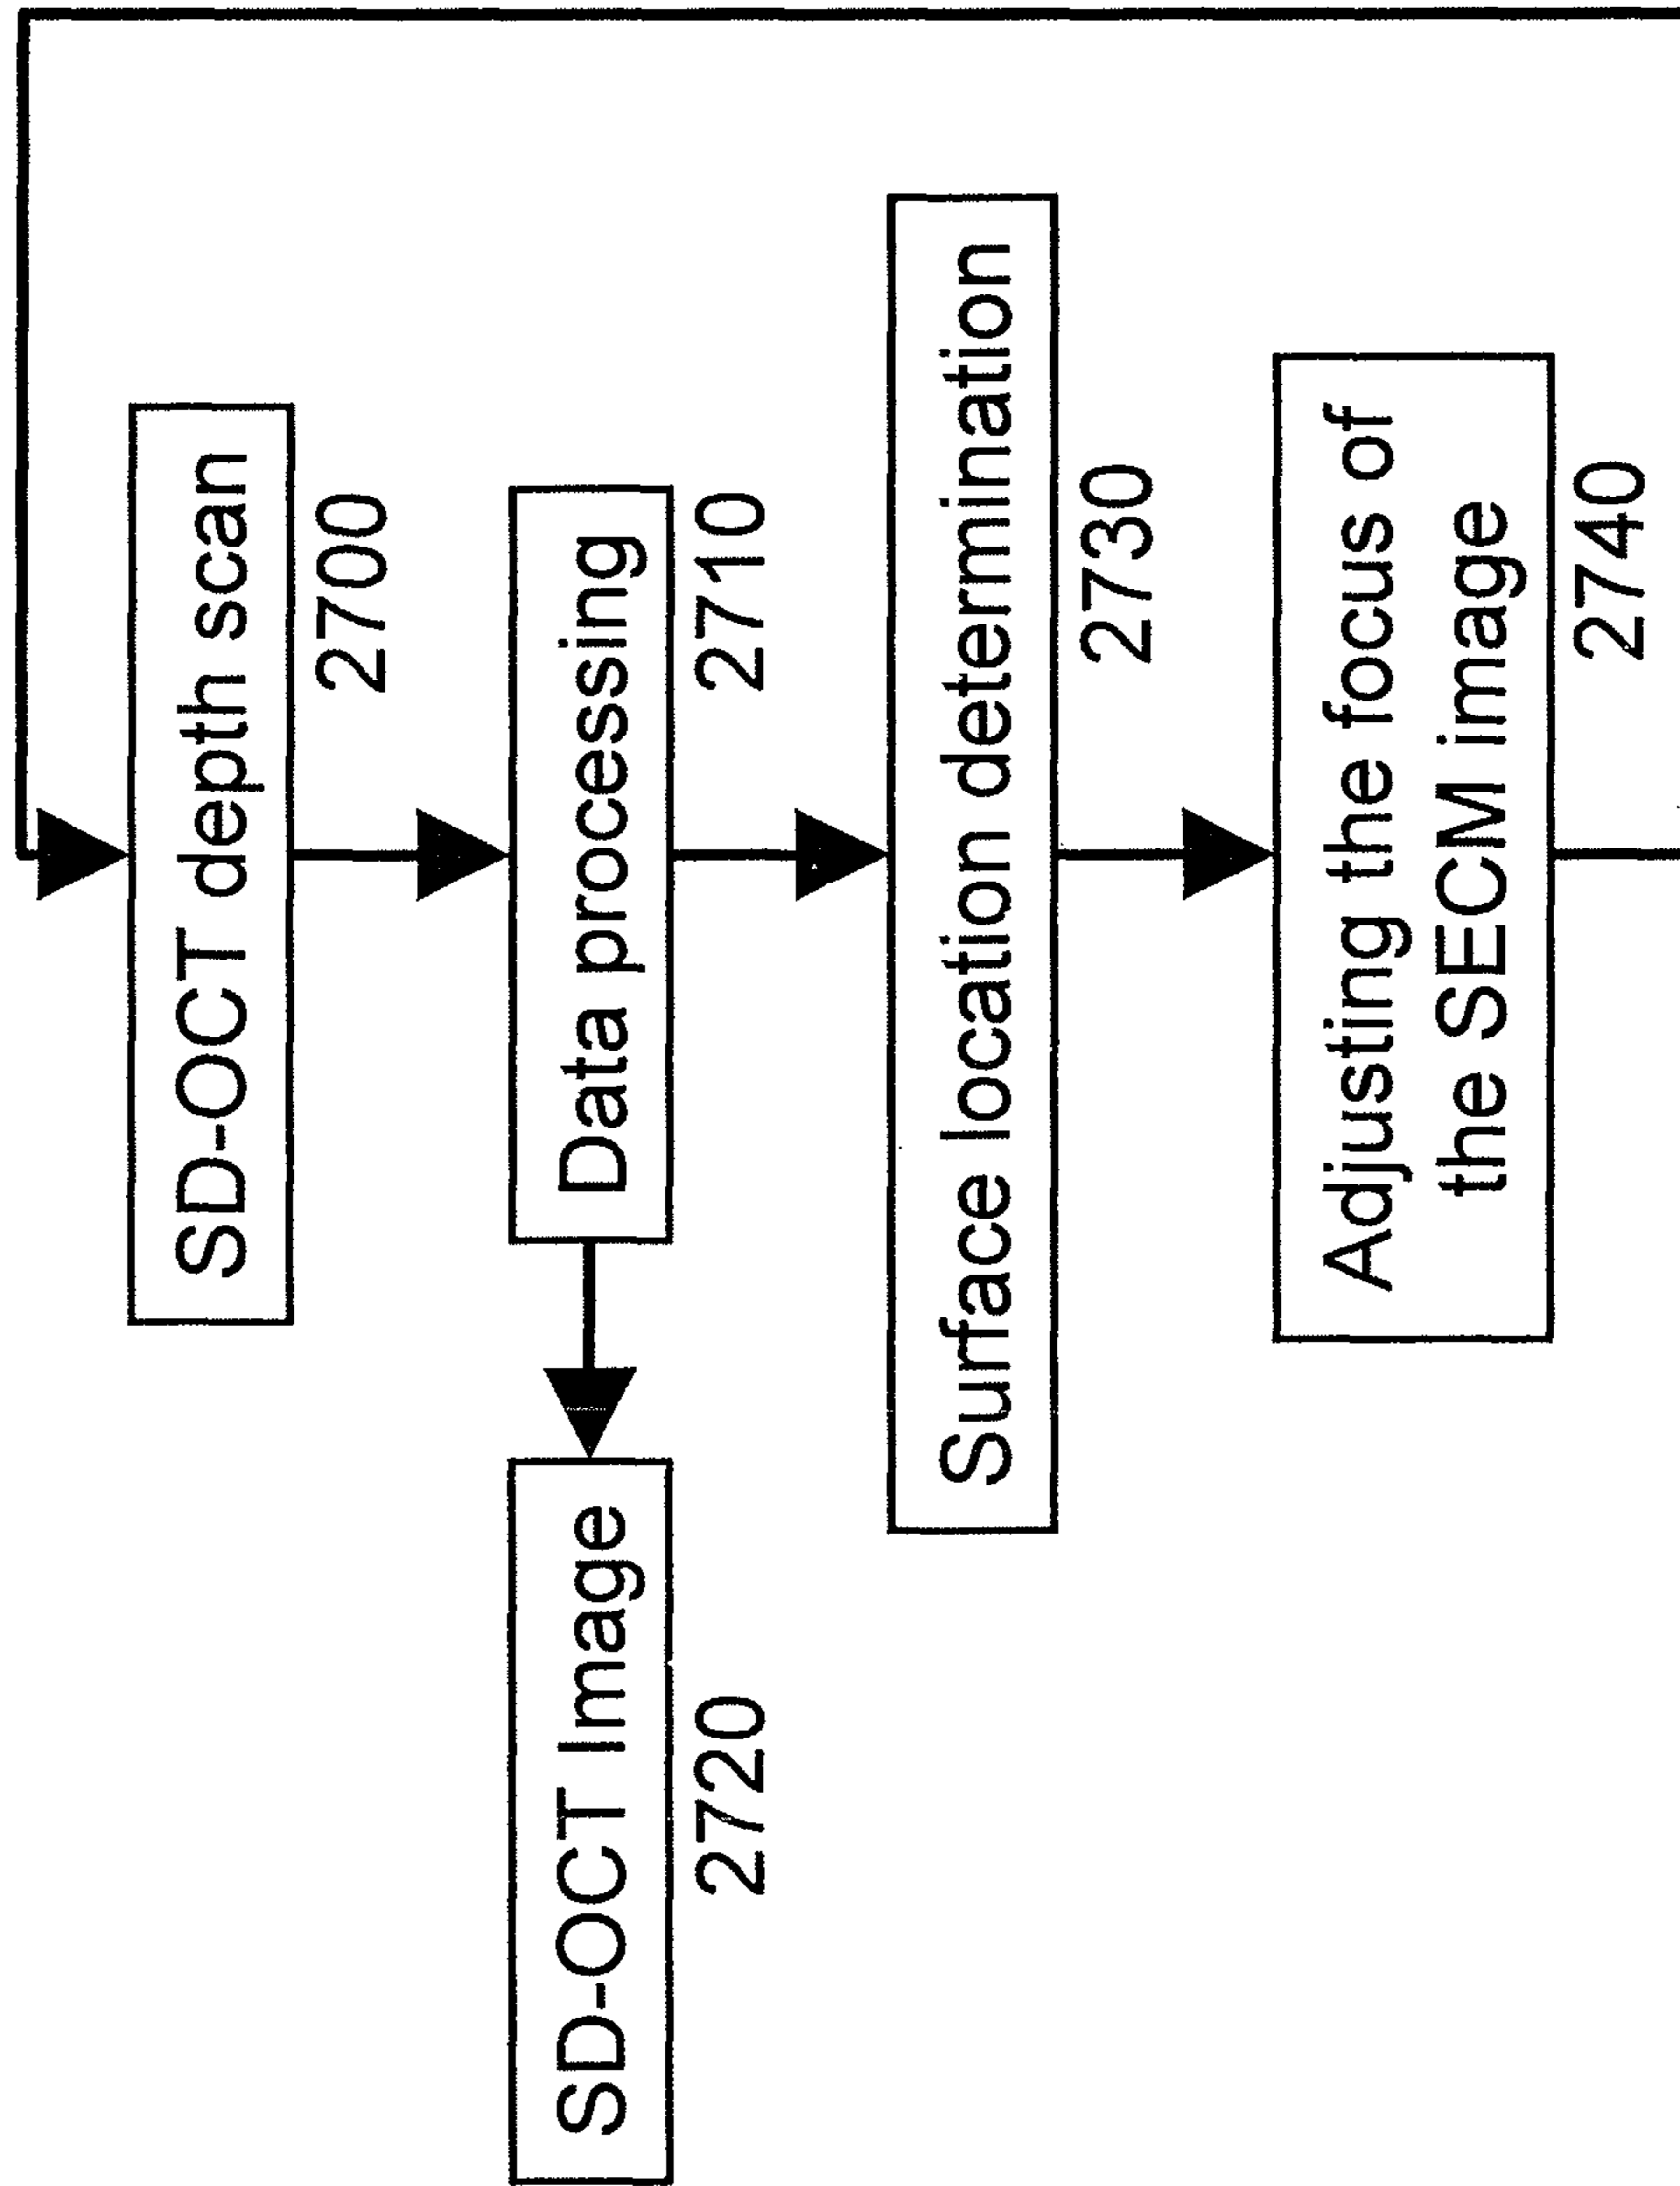 SD-OCT depth scan
2700
Data processing
2710
SD-OCT Image
2720
Surface location determination
2730
Adjusting the focus of
the SECM image
2740